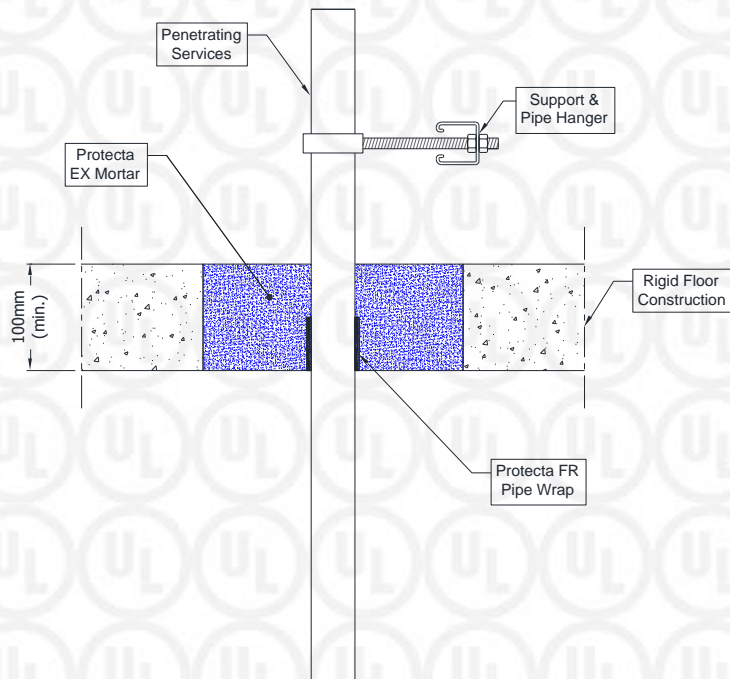 Penetrating
Services
Support &
Pipe Hanger
Protecta
EX Mortar
100mm
(min.)
Rigid Floor
Construction
Protecta FR
Pipe Wrap